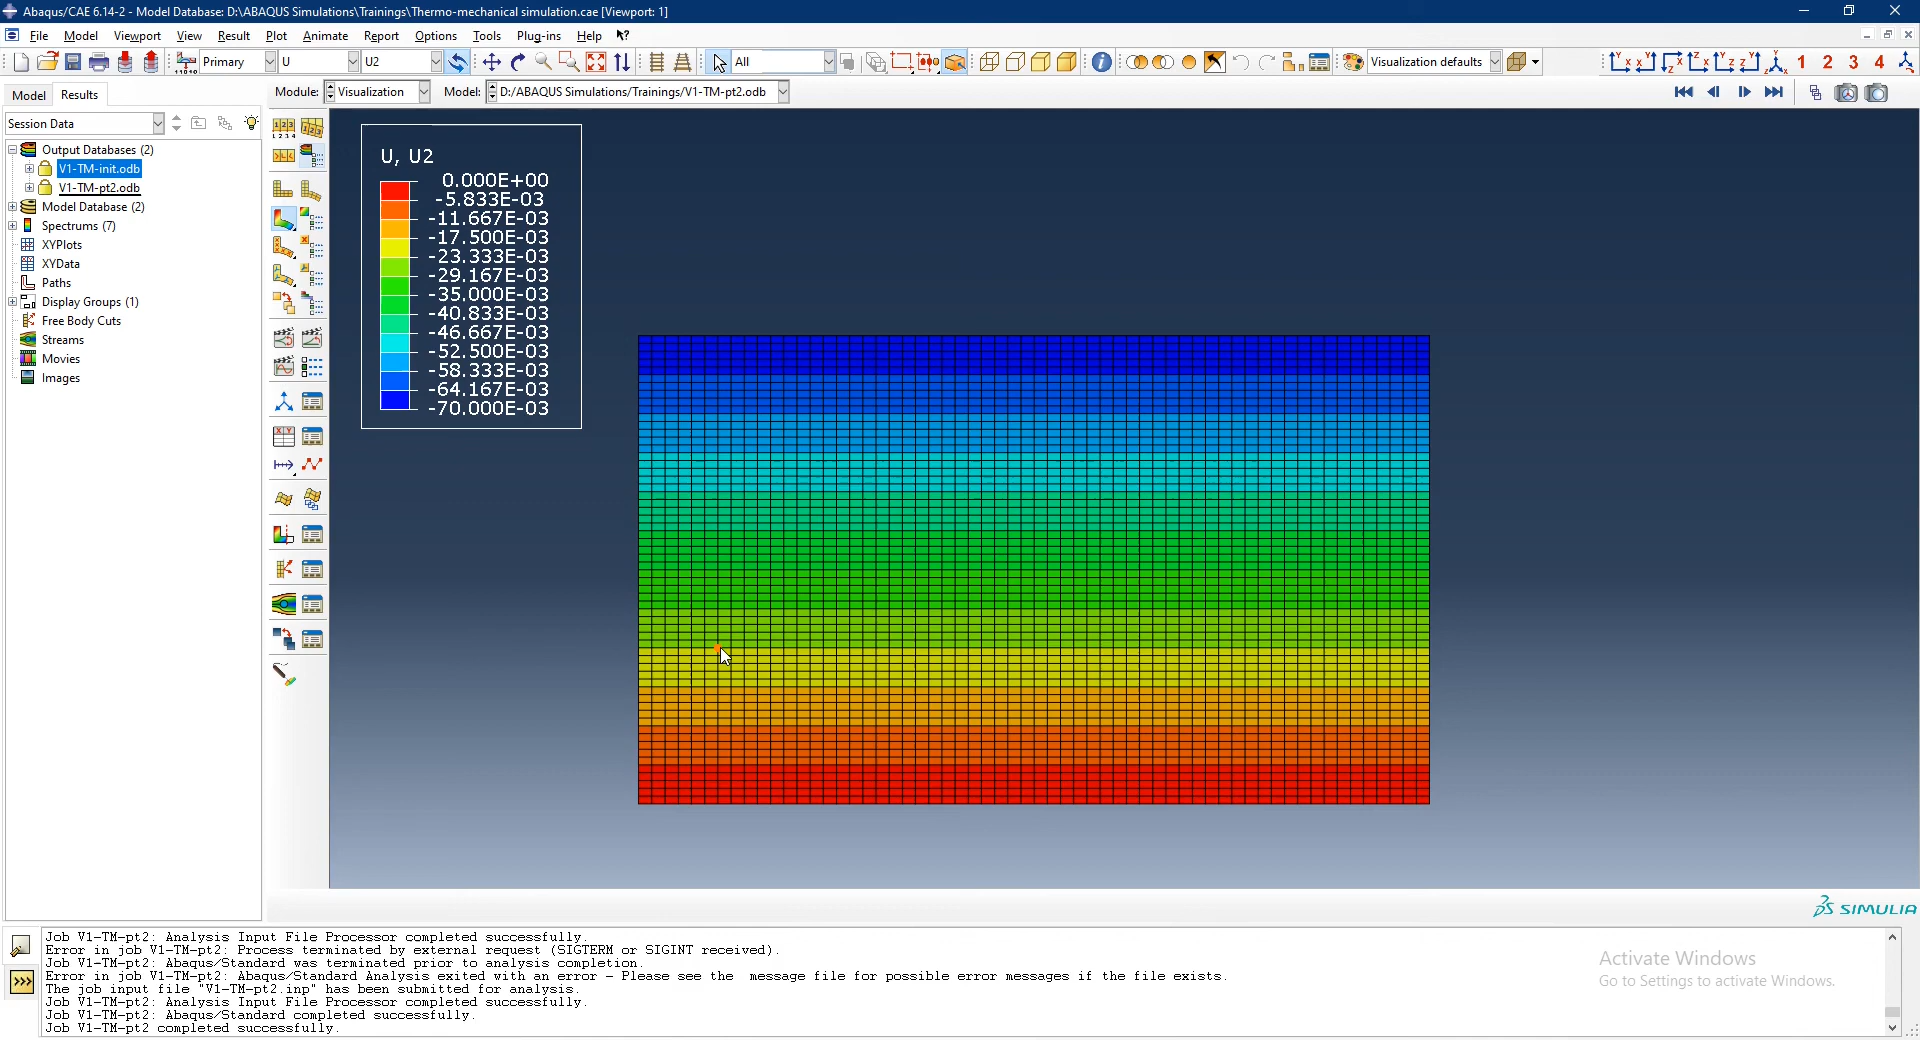 Abaqus/CAE 6.14-2 - Model Database: D:\ABAQUS Simulations\Trainings\Thermo-mechanical simulation.cae [Viewport: 1]
File Model Viewport View Result Plot Animate Report Options Tools Plug-ins Help
Primary U U2 All Visualization defaults 1 2 3 4
Model Results Module: Visualization Model: D:/ABAQUS Simulations/Trainings/V1-TM-pt2.odb
Session Data
Output Databases (2)
V1-TM-init.odb
V1-TM-pt2.odb
Model Database (2)
Spectrums (7)
XYPlots
XYData
Paths
Display Groups (1)
Free Body Cuts
Streams
Movies
Images
U, U2
0.000E+00
-5.833E-03
-11.667E-03
-17.500E-03
-23.333E-03
-29.167E-03
-35.000E-03
-40.833E-03
-46.667E-03
-52.500E-03
-58.333E-03
-64.167E-03
-70.000E-03
SIMULIA
Job V1-TM-pt2: Analysis Input File Processor completed successfully.
Error in job V1-TM-pt2: Process terminated by external request (SIGTERM or SIGINT received).
Job V1-TM-pt2: Abaqus/Standard was terminated prior to analysis completion.
Error in job V1-TM-pt2: Abaqus/Standard Analysis exited with an error - Please see the message file for possible error messages if the file exists.
The job input file "V1-TM-pt2.inp" has been submitted for analysis.
Job V1-TM-pt2: Analysis Input File Processor completed successfully.
Job V1-TM-pt2: Abaqus/Standard completed successfully.
Job V1-TM-pt2 completed successfully.
Activate Windows
Go to Settings to activate Windows.